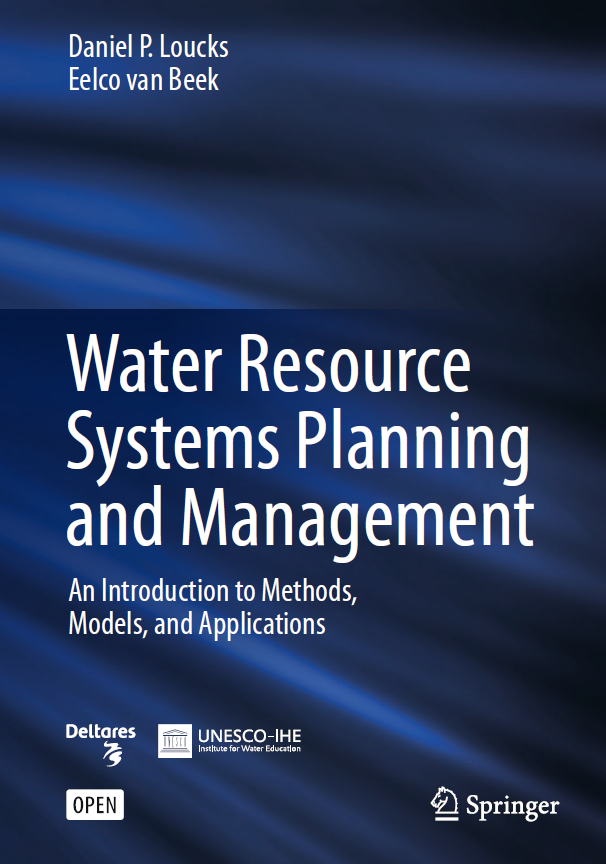 Daniel P. Loucks
Eelco van Beek
Water Resource
Systems Planning
and Management
An Introduction to Methods,
Models, and Applications
Deltares
UNESCO
UNESCO-IHE
Institute for Water Education
OPEN
Springer